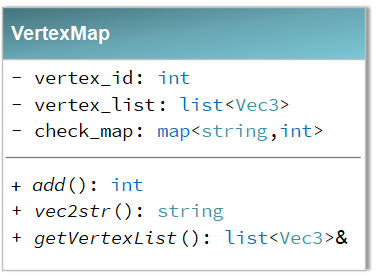 VertexMap
- vertex_id: int
- vertex_list: list<Vec3>
- check_map: map<string,int>
+ add(): int
+ vec2str(): string
+ getVertexList(): list<Vec3>&